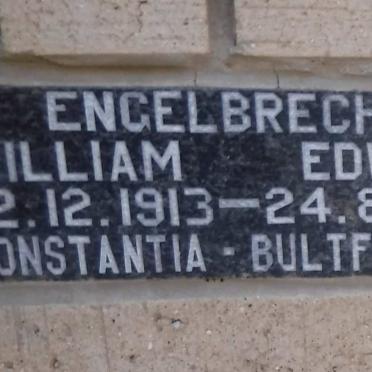 ENGELBRECH
ILLIAM EDW
2.12.1913-24.8
ONSTANTIA - BULTF